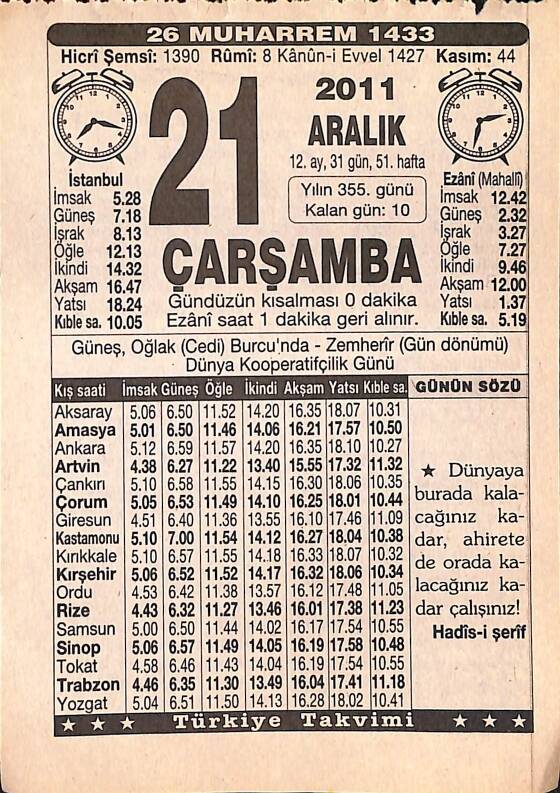 26 MUHARREM 1433
Hicrî Şemsî: 1390 Rûmî: 8 Kânûn-i Evvel 1427 Kasım: 44
21
2011
ARALIK
12. ay, 31 gün, 51. hafta
Yılın 355. günü
Kalan gün: 10
ÇARŞAMBA
Gündüzün kısalması 0 dakika
Ezânî saat 1 dakika geri alınır.
İstanbul
İmsak 5.28
Güneş 7.18
İşrak 8.13
Öğle 12.13
İkindi 14.32
Akşam 16.47
Yatsı 18.24
Kıble sa. 10.05
Ezânî (Mahallî)
İmsak 12.42
Güneş 2.32
İşrak 3.27
Öğle 7.27
İkindi 9.46
Akşam 12.00
Yatsı 1.37
Kıble sa. 5.19
Güneş, Oğlak (Cedi) Burcu'nda - Zemherîr (Gün dönümü)
Dünya Kooperatifçilik Günü
Kış saati İmsak Güneş Öğle İkindi Akşam Yatsı Kıble sa.
Aksaray 5.06 6.50 11.52 14.20 16.35 18.07 10.31
Amasya 5.01 6.50 11.46 14.06 16.21 17.57 10.50
Ankara 5.12 6.59 11.57 14.20 16.35 18.10 10.27
Artvin 4.38 6.27 11.22 13.40 15.55 17.32 11.32
Çankırı 5.10 6.58 11.55 14.15 16.30 18.06 10.35
Çorum 5.05 6.53 11.49 14.10 16.25 18.01 10.44
Giresun 4.51 6.40 11.36 13.55 16.10 17.46 11.09
Kastamonu 5.10 7.00 11.54 14.12 16.27 18.04 10.38
Kırıkkale 5.10 6.57 11.55 14.18 16.33 18.07 10.32
Kırşehir 5.06 6.52 11.52 14.17 16.32 18.06 10.34
Ordu 4.53 6.42 11.38 13.57 16.12 17.48 11.05
Rize 4.43 6.32 11.27 13.46 16.01 17.38 11.23
Samsun 5.00 6.50 11.44 14.02 16.17 17.54 10.55
Sinop 5.06 6.57 11.49 14.05 16.19 17.58 10.48
Tokat 4.58 6.46 11.43 14.04 16.19 17.54 10.55
Trabzon 4.46 6.35 11.30 13.49 16.04 17.41 11.18
Yozgat 5.04 6.51 11.50 14.13 16.28 18.02 10.41
GÜNÜN SÖZÜ
★ Dünyaya
burada kala-
cağınız ka-
dar, ahirete
de orada ka-
lacağınız ka-
dar çalışınız!
Hadîs-i şerîf
★ ★ ★ Türkiye Takvimi ★ ★ ★